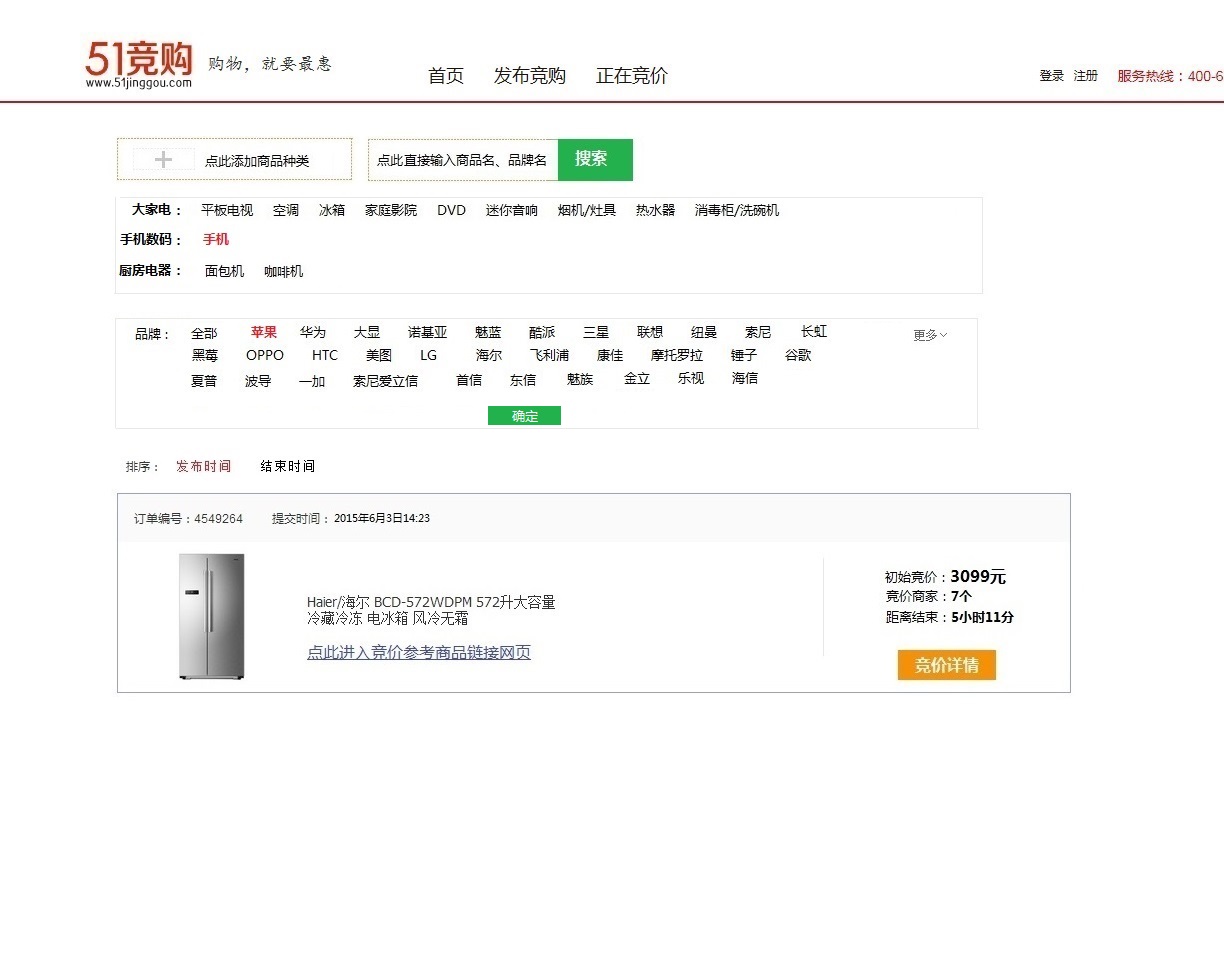 51竞购
www.51jinggou.com
购物，就要最惠
首页 发布竞购 正在竞价
登录 注册 服务热线：400-6
点此添加商品种类
点此直接输入商品名、品牌名 搜索
大家电： 平板电视 空调 冰箱 家庭影院 DVD 迷你音响 烟机/灶具 热水器 消毒柜/洗碗机
手机数码： 手机
厨房电器： 面包机 咖啡机
品牌： 全部 苹果 华为 大显 诺基亚 魅蓝 酷派 三星 联想 纽曼 索尼 长虹 更多
黑莓 OPPO HTC 美图 LG 海尔 飞利浦 康佳 摩托罗拉 锤子 谷歌
夏普 波导 一加 索尼爱立信 首信 东信 魅族 金立 乐视 海信
确定
排序： 发布时间 结束时间
订单编号：4549264 提交时间：2015年6月3日14:23
Haier/海尔 BCD-572WDPM 572升大容量
冷藏冷冻 电冰箱 风冷无霜
点此进入竞价参考商品链接网页
初始竞价：3099元
竞价商家：7个
距离结束：5小时11分
竞价详情